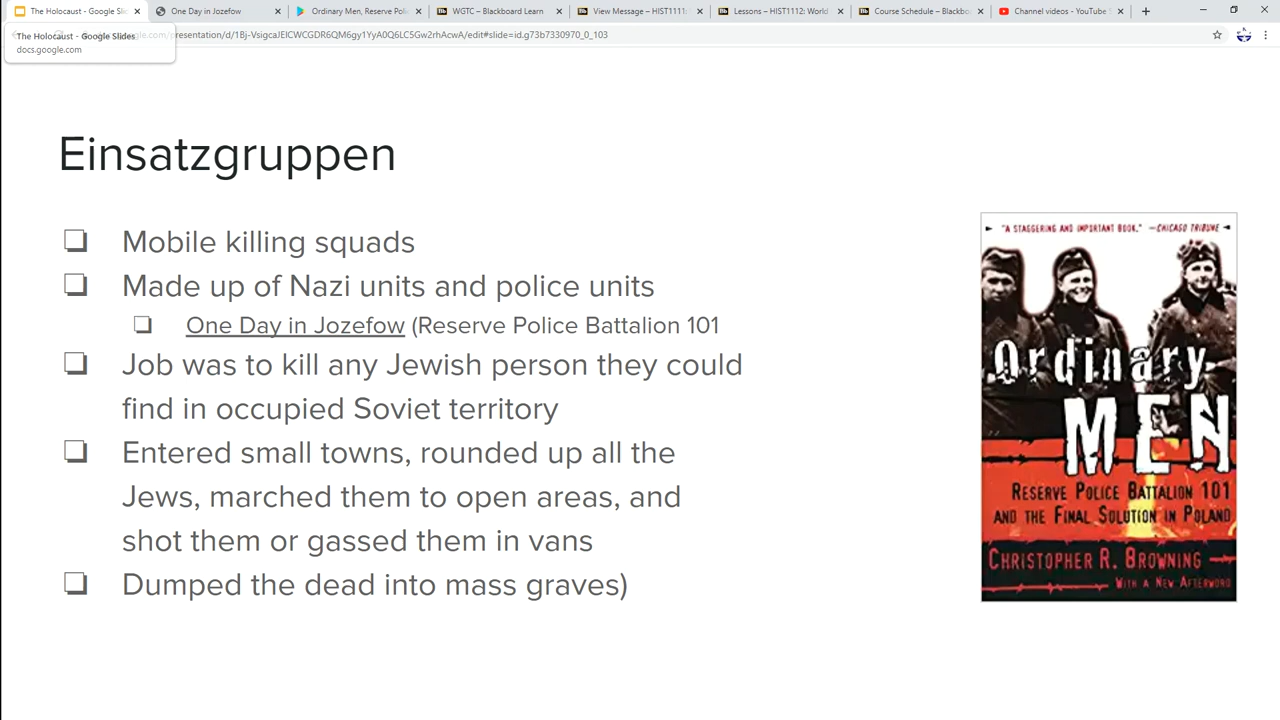 The Holocaust - Google Sli
One Day in Jozefow
Ordinary Men, Reserve Poli
WGTC – Blackboard Learn
View Message – HIST1111:
Lessons – HIST1112: World
Course Schedule – Blackbo
Channel videos - YouTube S
The Holocaust - Google Slides
docs.google.com
presentation/d/1Bj-VsigcaJEICWCGDR6QM6gy1YyA0Q6LC5Gw2rhAcwA/edit#slide=id.g73b7330970_0_103
Einsatzgruppen
Mobile killing squads
Made up of Nazi units and police units
One Day in Jozefow (Reserve Police Battalion 101
Job was to kill any Jewish person they could
find in occupied Soviet territory
Entered small towns, rounded up all the
Jews, marched them to open areas, and
shot them or gassed them in vans
Dumped the dead into mass graves)
"A STAGGERING AND IMPORTANT BOOK." —CHICAGO TRIBUNE
Ordinary
MEN
RESERVE POLICE BATTALION 101
AND THE FINAL SOLUTION IN POLAND
CHRISTOPHER R. BROWNING
WITH A NEW AFTERWORD